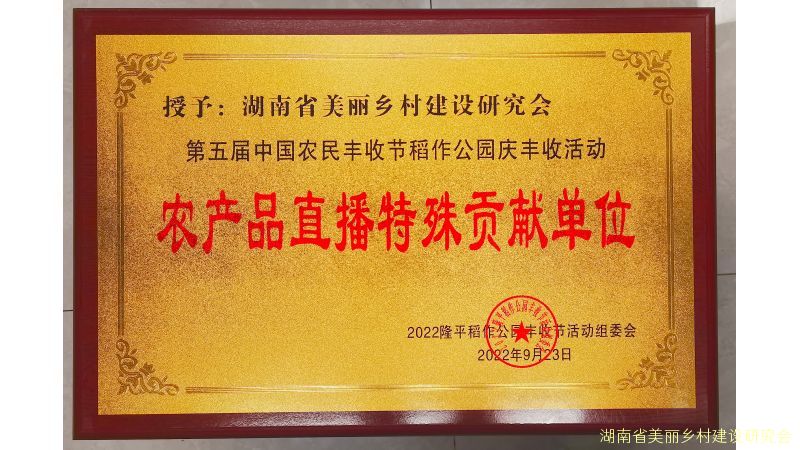 授予：湖南省美丽乡村建设研究会
第五届中国农民丰收节稻作公园庆丰收活动
农产品直播特殊贡献单位
2022隆平稻作公园丰收节活动组委会
2022年9月23日
湖南省美丽乡村建设研究会